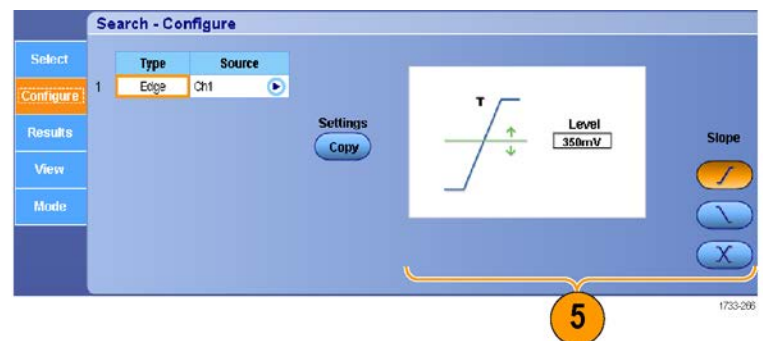 Search - Configure
Select
Configure
Results
View
Mode
Type Source
1 Edge Ch1
Settings
Copy
T
Level
350mV
Slope
X
5
1733-266